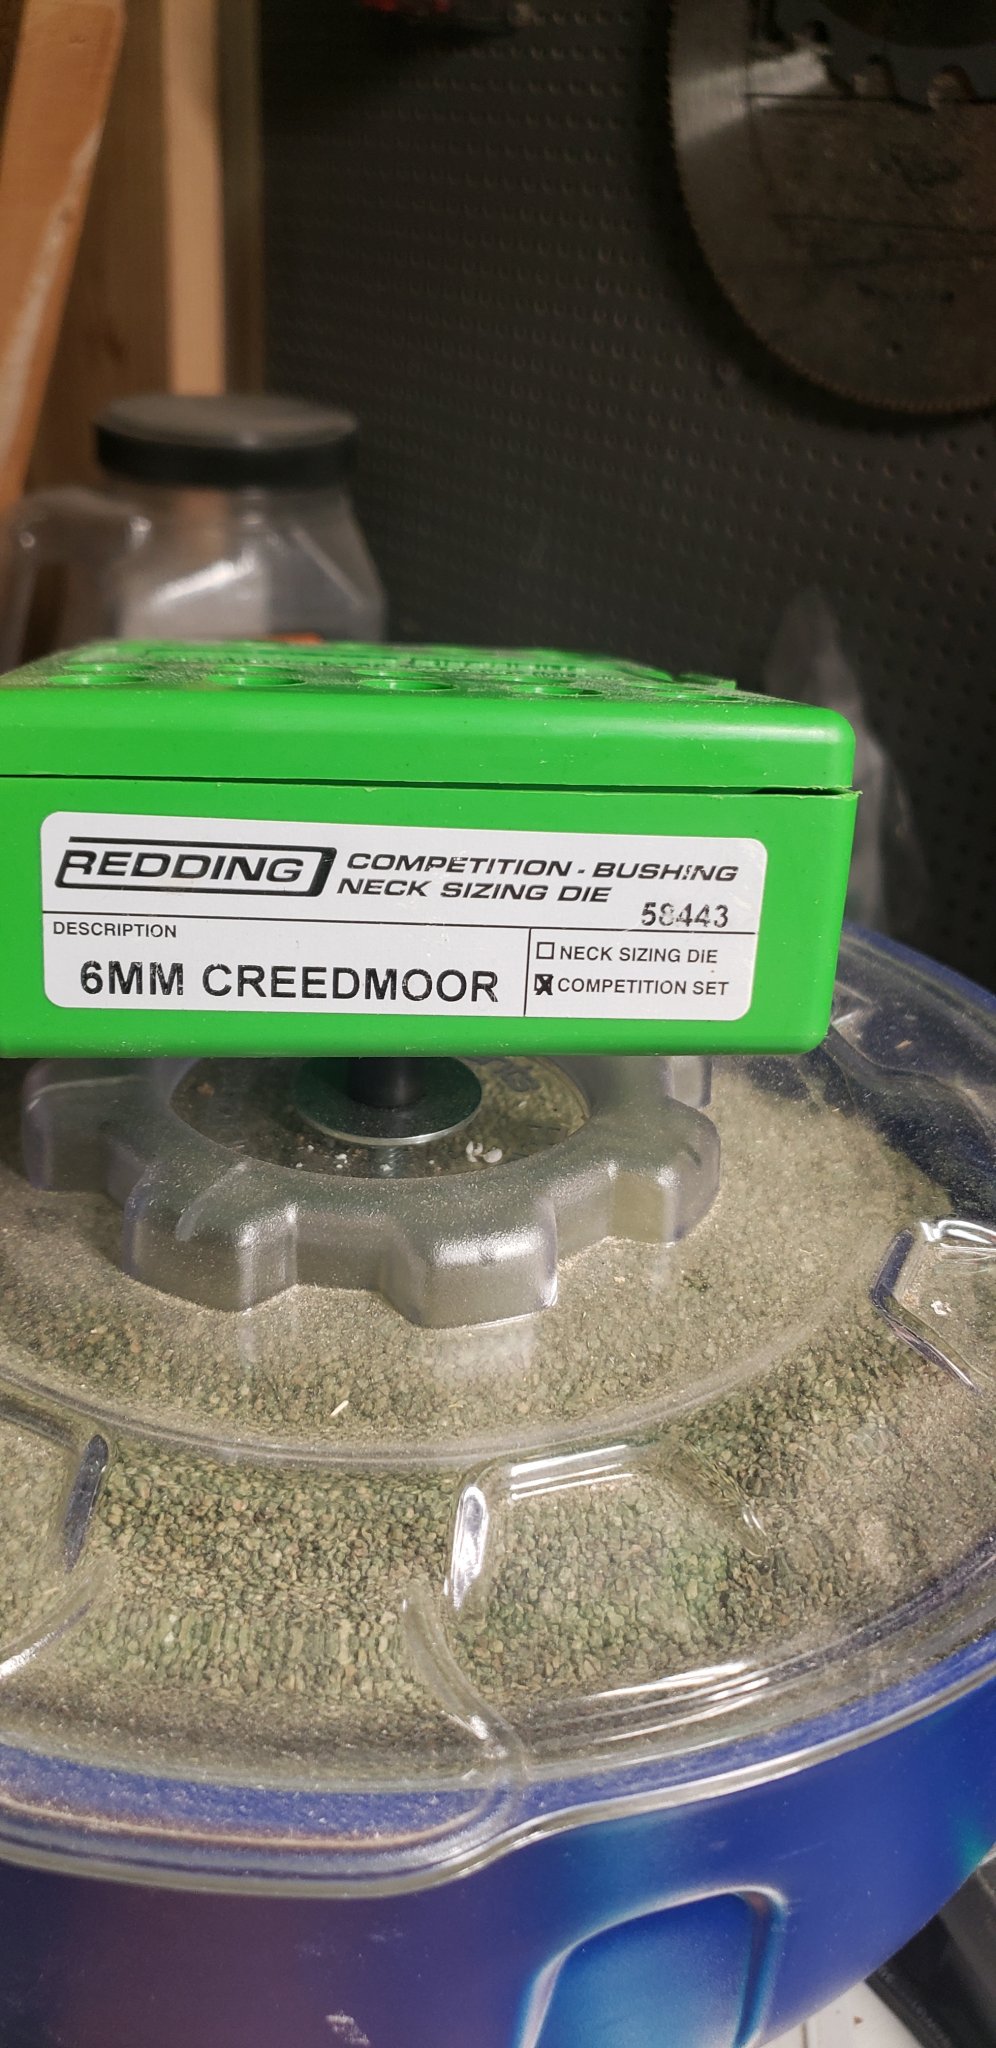 REDDING
COMPETITION - BUSHING
NECK SIZING DIE
58443
DESCRIPTION
6MM CREEDMOOR
NECK SIZING DIE
COMPETITION SET